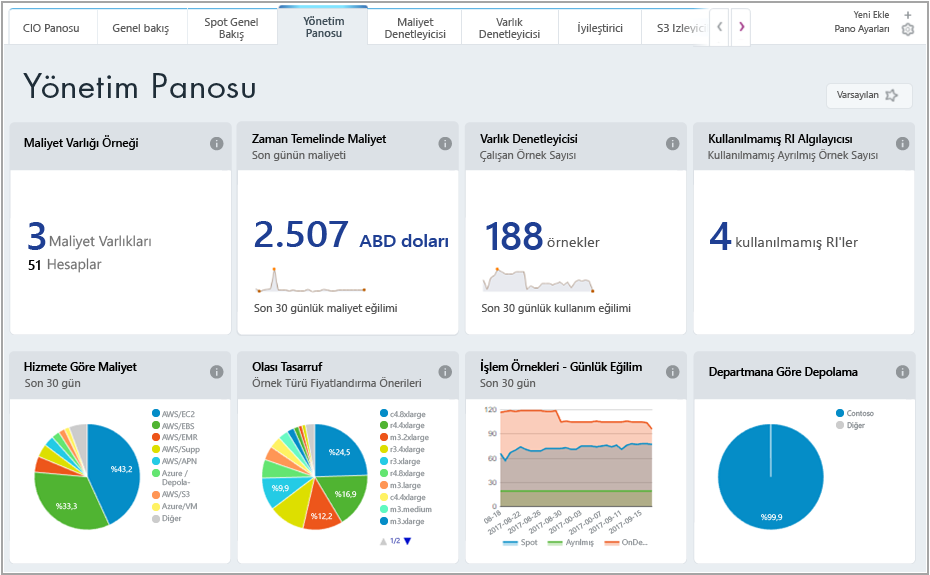 CIO Panosu
Genel bakış
Spot Genel
Bakış
Yönetim
Panosu
Maliyet
Denetleyicisi
Varlık
Denetleyicisi
İyileştirici
S3 İzleyici
Yeni Ekle
Pano Ayarları
Yönetim Panosu
Varsayılan
Maliyet Varlığı Örneği
3 Maliyet Varlıkları
51 Hesaplar
Zaman Temelinde Maliyet
Son günün maliyeti
2.507 ABD doları
Son 30 günlük maliyet eğilimi
Varlık Denetleyicisi
Çalışan Örnek Sayısı
188 örnekler
Son 30 günlük kullanım eğilimi
Kullanılmamış RI Algılayıcısı
Kullanılmamış Ayrılmış Örnek Sayısı
4 kullanılmamış RI'ler
Hizmete Göre Maliyet
Son 30 gün
%43,2
%33,3
AWS/EC2
AWS/EBS
AWS/EMR
AWS/Supp
AWS/APN
Azure /
Depola-
AWS/S3
Azure/VM
Diğer
Olası Tasarruf
Örnek Türü Fiyatlandırma Önerileri
%24,5
%16,9
%12,2
%9,9
c4.8xlarge
r4.4xlarge
m3.2xlarge
r3.4xlarge
r3.xlarge
r4.8xlarge
m3.large
c4.4xlarge
m3.medium
m3.xlarge
1/2
İşlem Örnekleri - Günlük Eğilim
Son 30 gün
120
90
60
30
0
08-18
2017-08-22
2017-08-26
2017-08-30
2017-00-03
2017-00-07
2017-09-11
2017-09-15
Spot
Ayrılmış
OnDe...
Departmana Göre Depolama
%99,9
Contoso
Diğer